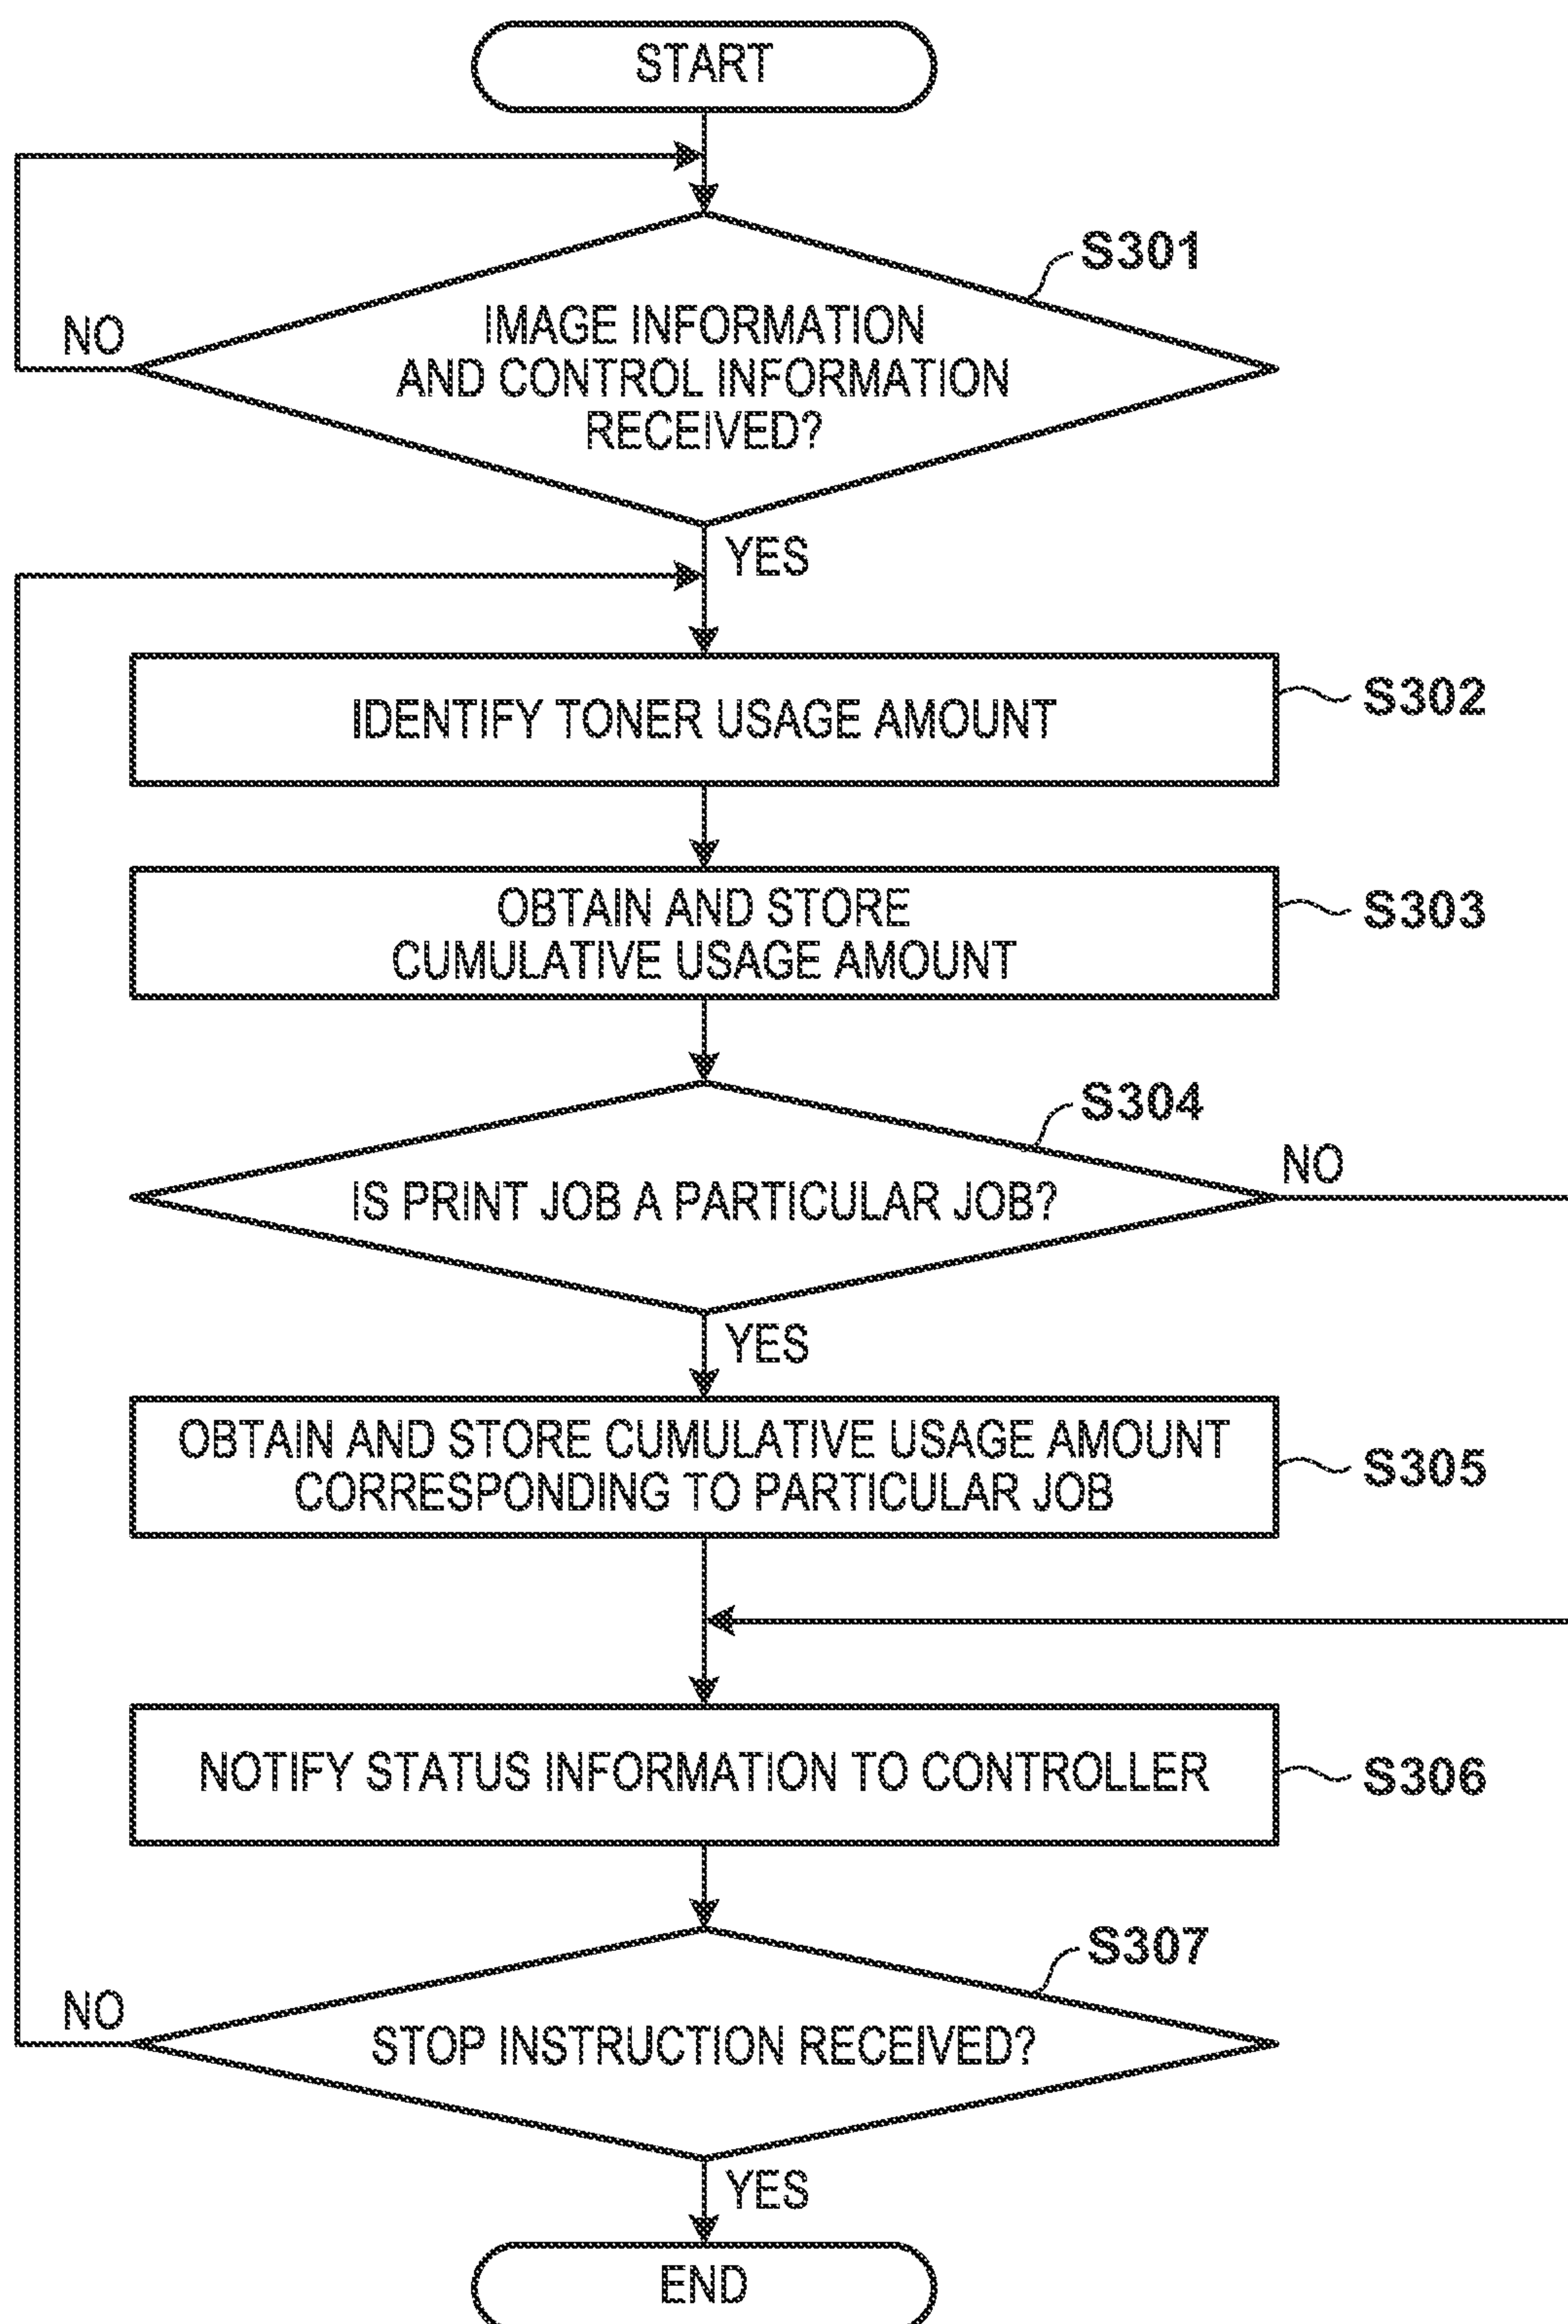 START
S301
IMAGE INFORMATION
AND CONTROL INFORMATION
RECEIVED?
NO
YES
IDENTIFY TONER USAGE AMOUNT
S302
OBTAIN AND STORE
CUMULATIVE USAGE AMOUNT
S303
S304
IS PRINT JOB A PARTICULAR JOB?
NO
YES
OBTAIN AND STORE CUMULATIVE USAGE AMOUNT
CORRESPONDING TO PARTICULAR JOB
S305
NOTIFY STATUS INFORMATION TO CONTROLLER
S306
S307
NO
STOP INSTRUCTION RECEIVED?
YES
END